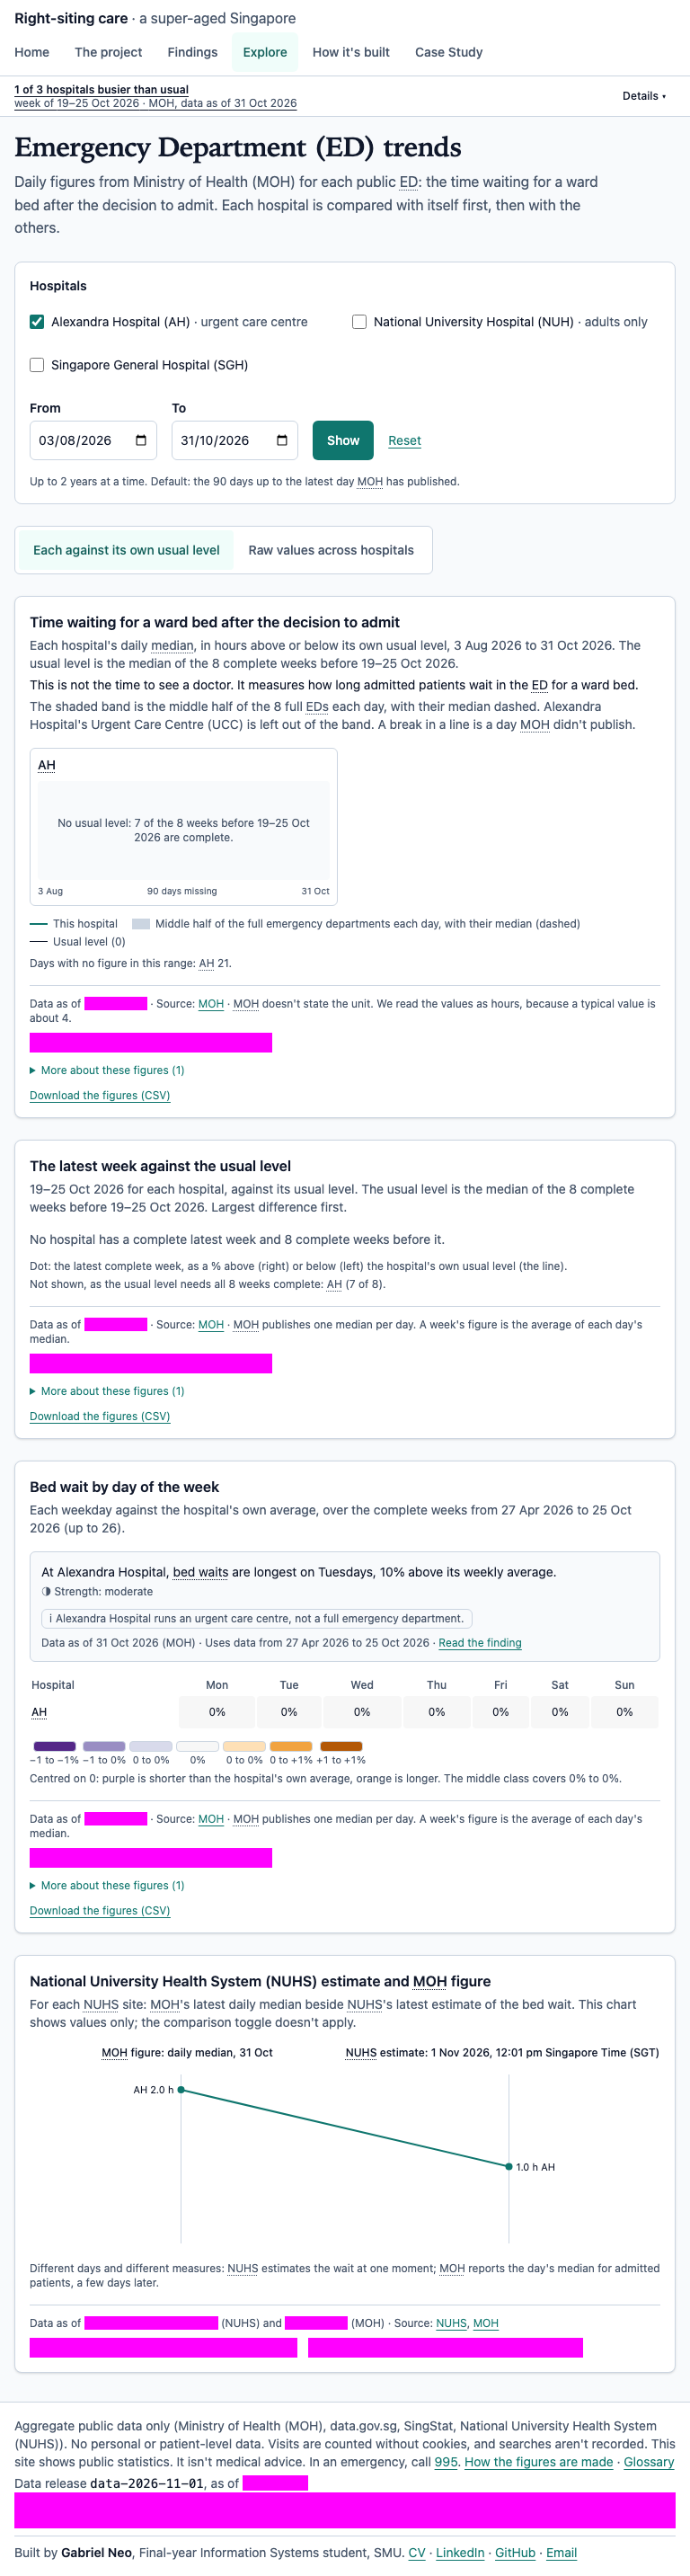 Right-siting care · a super-aged Singapore
Home The project Findings Explore How it's built Case Study
1 of 3 hospitals busier than usual
week of 19–25 Oct 2026 · MOH, data as of 31 Oct 2026
Details ▾
Emergency Department (ED) trends
Daily figures from Ministry of Health (MOH) for each public ED: the time waiting for a ward
bed after the decision to admit. Each hospital is compared with itself first, then with the
others.
Hospitals
Alexandra Hospital (AH) · urgent care centre
National University Hospital (NUH) · adults only
Singapore General Hospital (SGH)
From To
03/08/2026 31/10/2026 Show Reset
Up to 2 years at a time. Default: the 90 days up to the latest day MOH has published.
Each against its own usual level Raw values across hospitals
Time waiting for a ward bed after the decision to admit
Each hospital's daily median, in hours above or below its own usual level, 3 Aug 2026 to 31 Oct 2026. The
usual level is the median of the 8 complete weeks before 19–25 Oct 2026.
This is not the time to see a doctor. It measures how long admitted patients wait in the ED for a ward bed.
The shaded band is the middle half of the 8 full EDs each day, with their median dashed. Alexandra
Hospital's Urgent Care Centre (UCC) is left out of the band. A break in a line is a day MOH didn't publish.
AH
No usual level: 7 of the 8 weeks before 19–25 Oct
2026 are complete.
3 Aug 90 days missing 31 Oct
This hospital Middle half of the full emergency departments each day, with their median (dashed)
Usual level (0)
Days with no figure in this range: AH 21.
Data as of · Source: MOH · MOH doesn't state the unit. We read the values as hours, because a typical value is
about 4.
▶ More about these figures (1)
Download the figures (CSV)
The latest week against the usual level
19–25 Oct 2026 for each hospital, against its usual level. The usual level is the median of the 8 complete
weeks before 19–25 Oct 2026. Largest difference first.
No hospital has a complete latest week and 8 complete weeks before it.
Dot: the latest complete week, as a % above (right) or below (left) the hospital's own usual level (the line).
Not shown, as the usual level needs all 8 weeks complete: AH (7 of 8).
Data as of · Source: MOH · MOH publishes one median per day. A week's figure is the average of each day's
median.
▶ More about these figures (1)
Download the figures (CSV)
Bed wait by day of the week
Each weekday against the hospital's own average, over the complete weeks from 27 Apr 2026 to 25 Oct
2026 (up to 26).
At Alexandra Hospital, bed waits are longest on Tuesdays, 10% above its weekly average.
◑ Strength: moderate
i Alexandra Hospital runs an urgent care centre, not a full emergency department.
Data as of 31 Oct 2026 (MOH) · Uses data from 27 Apr 2026 to 25 Oct 2026 · Read the finding
Hospital Mon Tue Wed Thu Fri Sat Sun
AH 0% 0% 0% 0% 0% 0% 0%
−1 to −1% −1 to 0% 0 to 0% 0% 0 to 0% 0 to +1% +1 to +1%
Centred on 0: purple is shorter than the hospital's own average, orange is longer. The middle class covers 0% to 0%.
Data as of · Source: MOH · MOH publishes one median per day. A week's figure is the average of each day's
median.
▶ More about these figures (1)
Download the figures (CSV)
National University Health System (NUHS) estimate and MOH figure
For each NUHS site: MOH's latest daily median beside NUHS's latest estimate of the bed wait. This chart
shows values only; the comparison toggle doesn't apply.
MOH figure: daily median, 31 Oct NUHS estimate: 1 Nov 2026, 12:01 pm Singapore Time (SGT)
AH 2.0 h
1.0 h AH
Different days and different measures: NUHS estimates the wait at one moment; MOH reports the day's median for admitted
patients, a few days later.
Data as of (NUHS) and (MOH) · Source: NUHS, MOH
Aggregate public data only (Ministry of Health (MOH), data.gov.sg, SingStat, National University Health System
(NUHS)). No personal or patient-level data. Visits are counted without cookies, and searches aren't recorded. This
site shows public statistics. It isn't medical advice. In an emergency, call 995. How the figures are made · Glossary
Data release data-2026-11-01, as of
Built by Gabriel Neo, Final-year Information Systems student, SMU. CV · LinkedIn · GitHub · Email